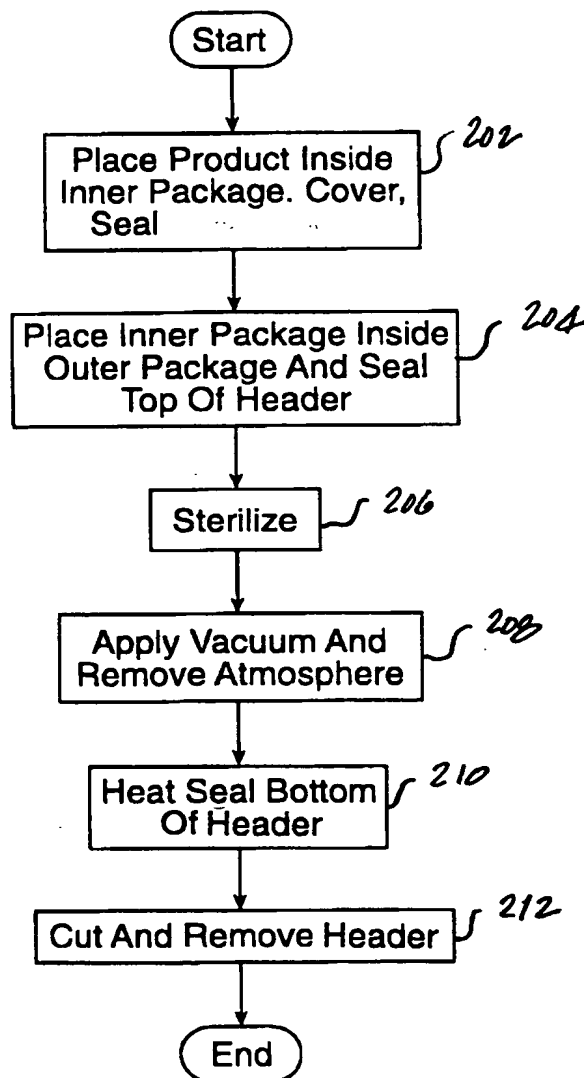 Start
202
Place Product Inside
Inner Package. Cover,
Seal
204
Place Inner Package Inside
Outer Package And Seal
Top Of Header
206
Sterilize
208
Apply Vacuum And
Remove Atmosphere
210
Heat Seal Bottom
Of Header
212
Cut And Remove Header
End